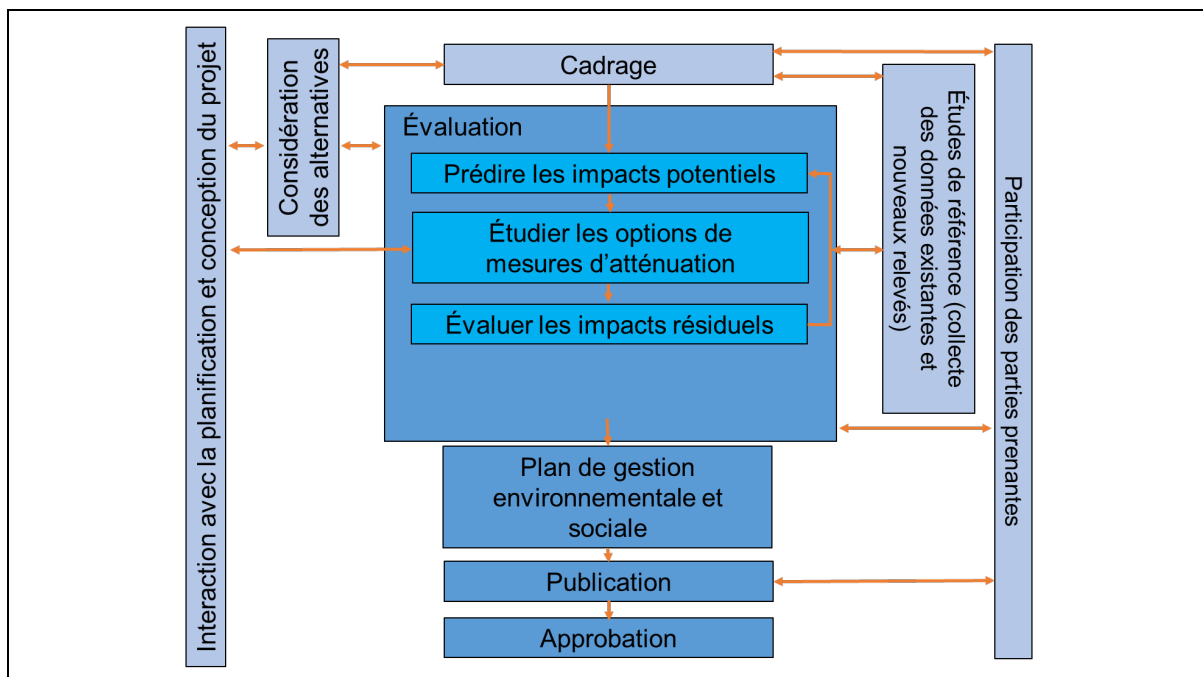 Interaction avec la planification et conception du projet
Considération
des alternatives
Cadrage
Évaluation
Prédire les impacts potentiels
Étudier les options de
mesures d'atténuation
Évaluer les impacts résiduels
Plan de gestion
environnementale et
sociale
Publication
Approbation
Études de référence (collecte
des données existantes et
nouveaux relevés)
Participation des parties prenantes